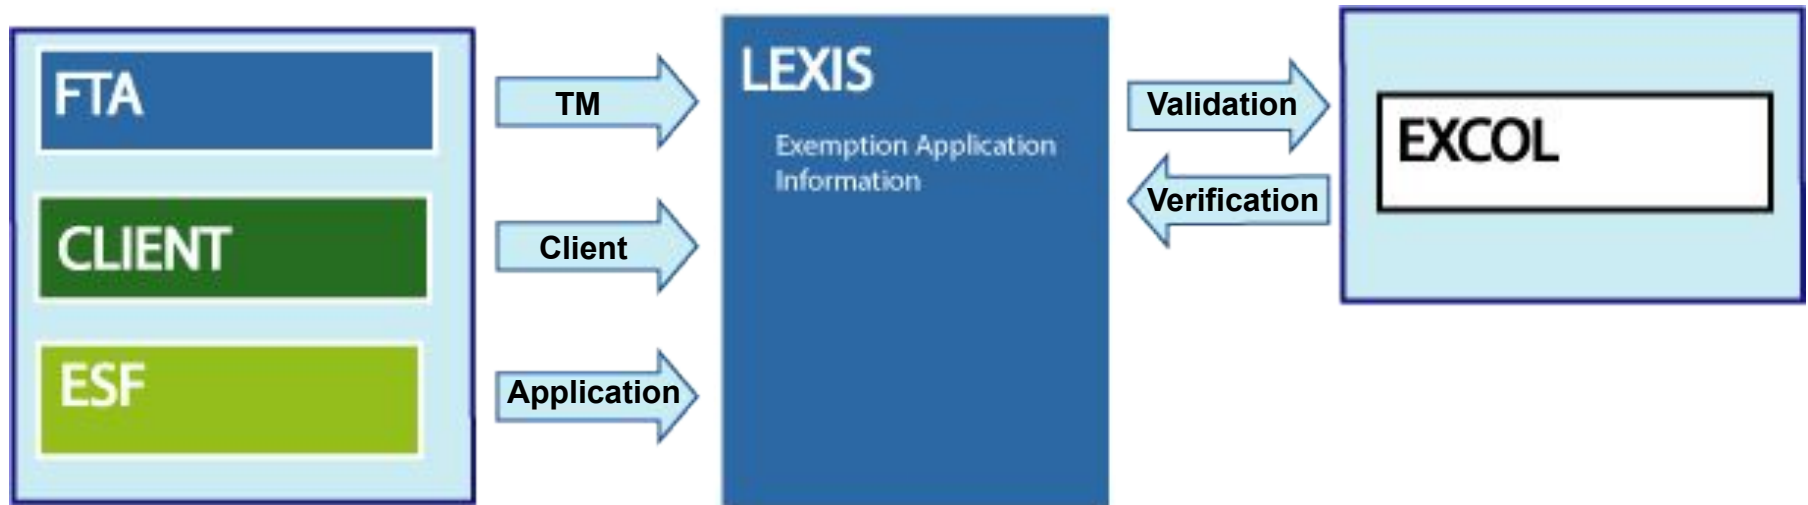 FTA
CLIENT
ESF
TM
Client
Application
LEXIS
Exemption Application
Information
Validation
Verification
EXCOL